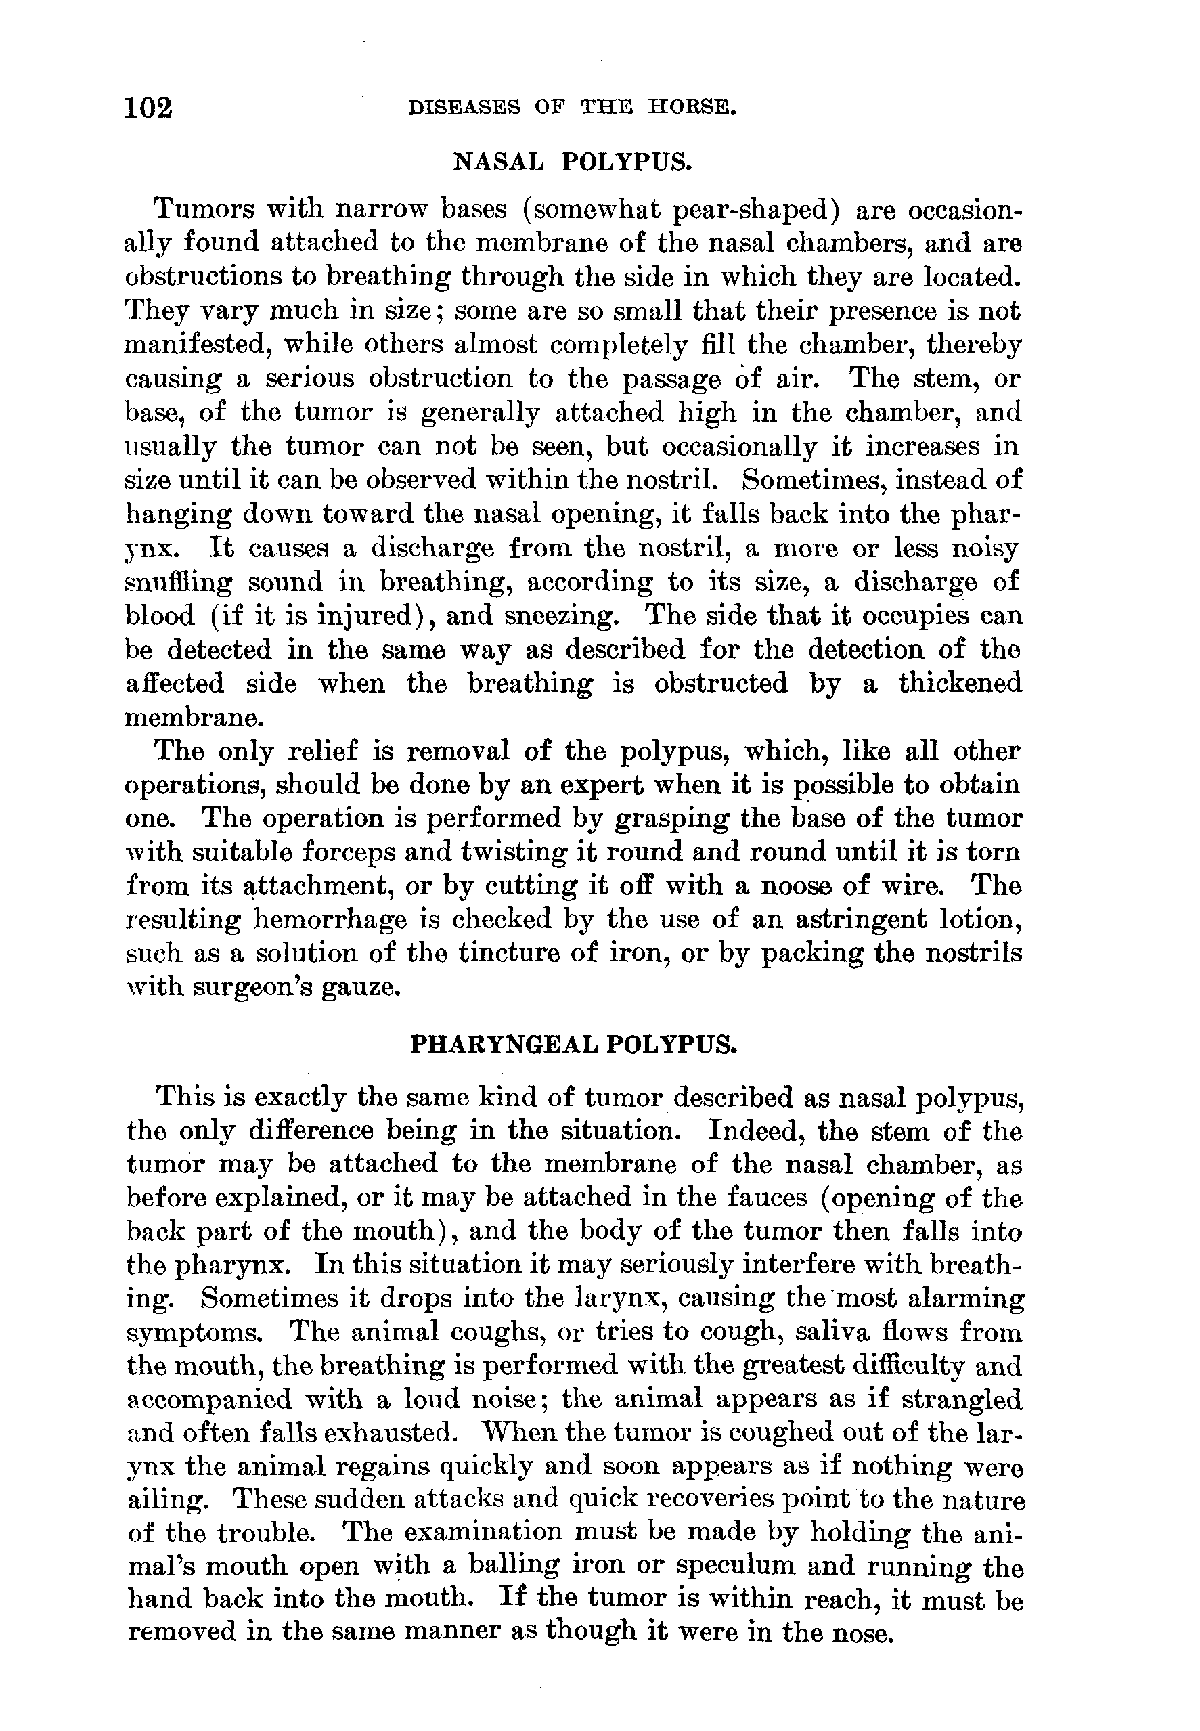 102 DISEASES OF THE HORSE.
NASAL POLYPUS.
Tumors with narrow bases (somewhat pear-shaped) are occasion-
ally found attached to the membrane of the nasal chambers, and are
obstructions to breathing through the side in which they are located.
They vary much in size; some are so small that their presence is not
manifested, while others almost completely fill the chamber, thereby
causing a serious obstruction to the passage of air. The stem, or
base, of the tumor is generally attached high in the chamber, and
usually the tumor can not be seen, but occasionally it increases in
size until it can be observed within the nostril. Sometimes, instead of
hanging down toward the nasal opening, it falls back into the phar-
ynx. It causes a discharge from the nostril, a more or less noisy
snuffling sound in breathing, according to its size, a discharge of
blood (if it is injured), and sneezing. The side that it occupies can
be detected in the same way as described for the detection of the
affected side when the breathing is obstructed by a thickened
membrane.
The only relief is removal of the polypus, which, like all other
operations, should be done by an expert when it is possible to obtain
one. The operation is performed by grasping the base of the tumor
with suitable forceps and twisting it round and round until it is torn
from its attachment, or by cutting it off with a noose of wire. The
resulting hemorrhage is checked by the use of an astringent lotion,
such as a solution of the tincture of iron, or by packing the nostrils
with surgeon's gauze.
PHARYNGEAL POLYPUS.
This is exactly the same kind of tumor described as nasal polypus,
the only difference being in the situation. Indeed, the stem of the
tumor may be attached to the membrane of the nasal chamber, as
before explained, or it may be attached in the fauces (opening of the
back part of the mouth), and the body of the tumor then falls into
the pharynx. In this situation it may seriously interfere with breath-
ing. Sometimes it drops into the larynx, causing the most alarming
symptoms. The animal coughs, or tries to cough, saliva flows from
the mouth, the breathing is performed with the greatest difficulty and
accompanied with a loud noise; the animal appears as if strangled
and often falls exhausted. When the tumor is coughed out of the lar-
ynx the animal regains quickly and soon appears as if nothing were
ailing. These sudden attacks and quick recoveries point to the nature
of the trouble. The examination must be made by holding the ani-
mal's mouth open with a balling iron or speculum and running the
hand back into the mouth. If the tumor is within reach, it must be
removed in the same manner as though it were in the nose.